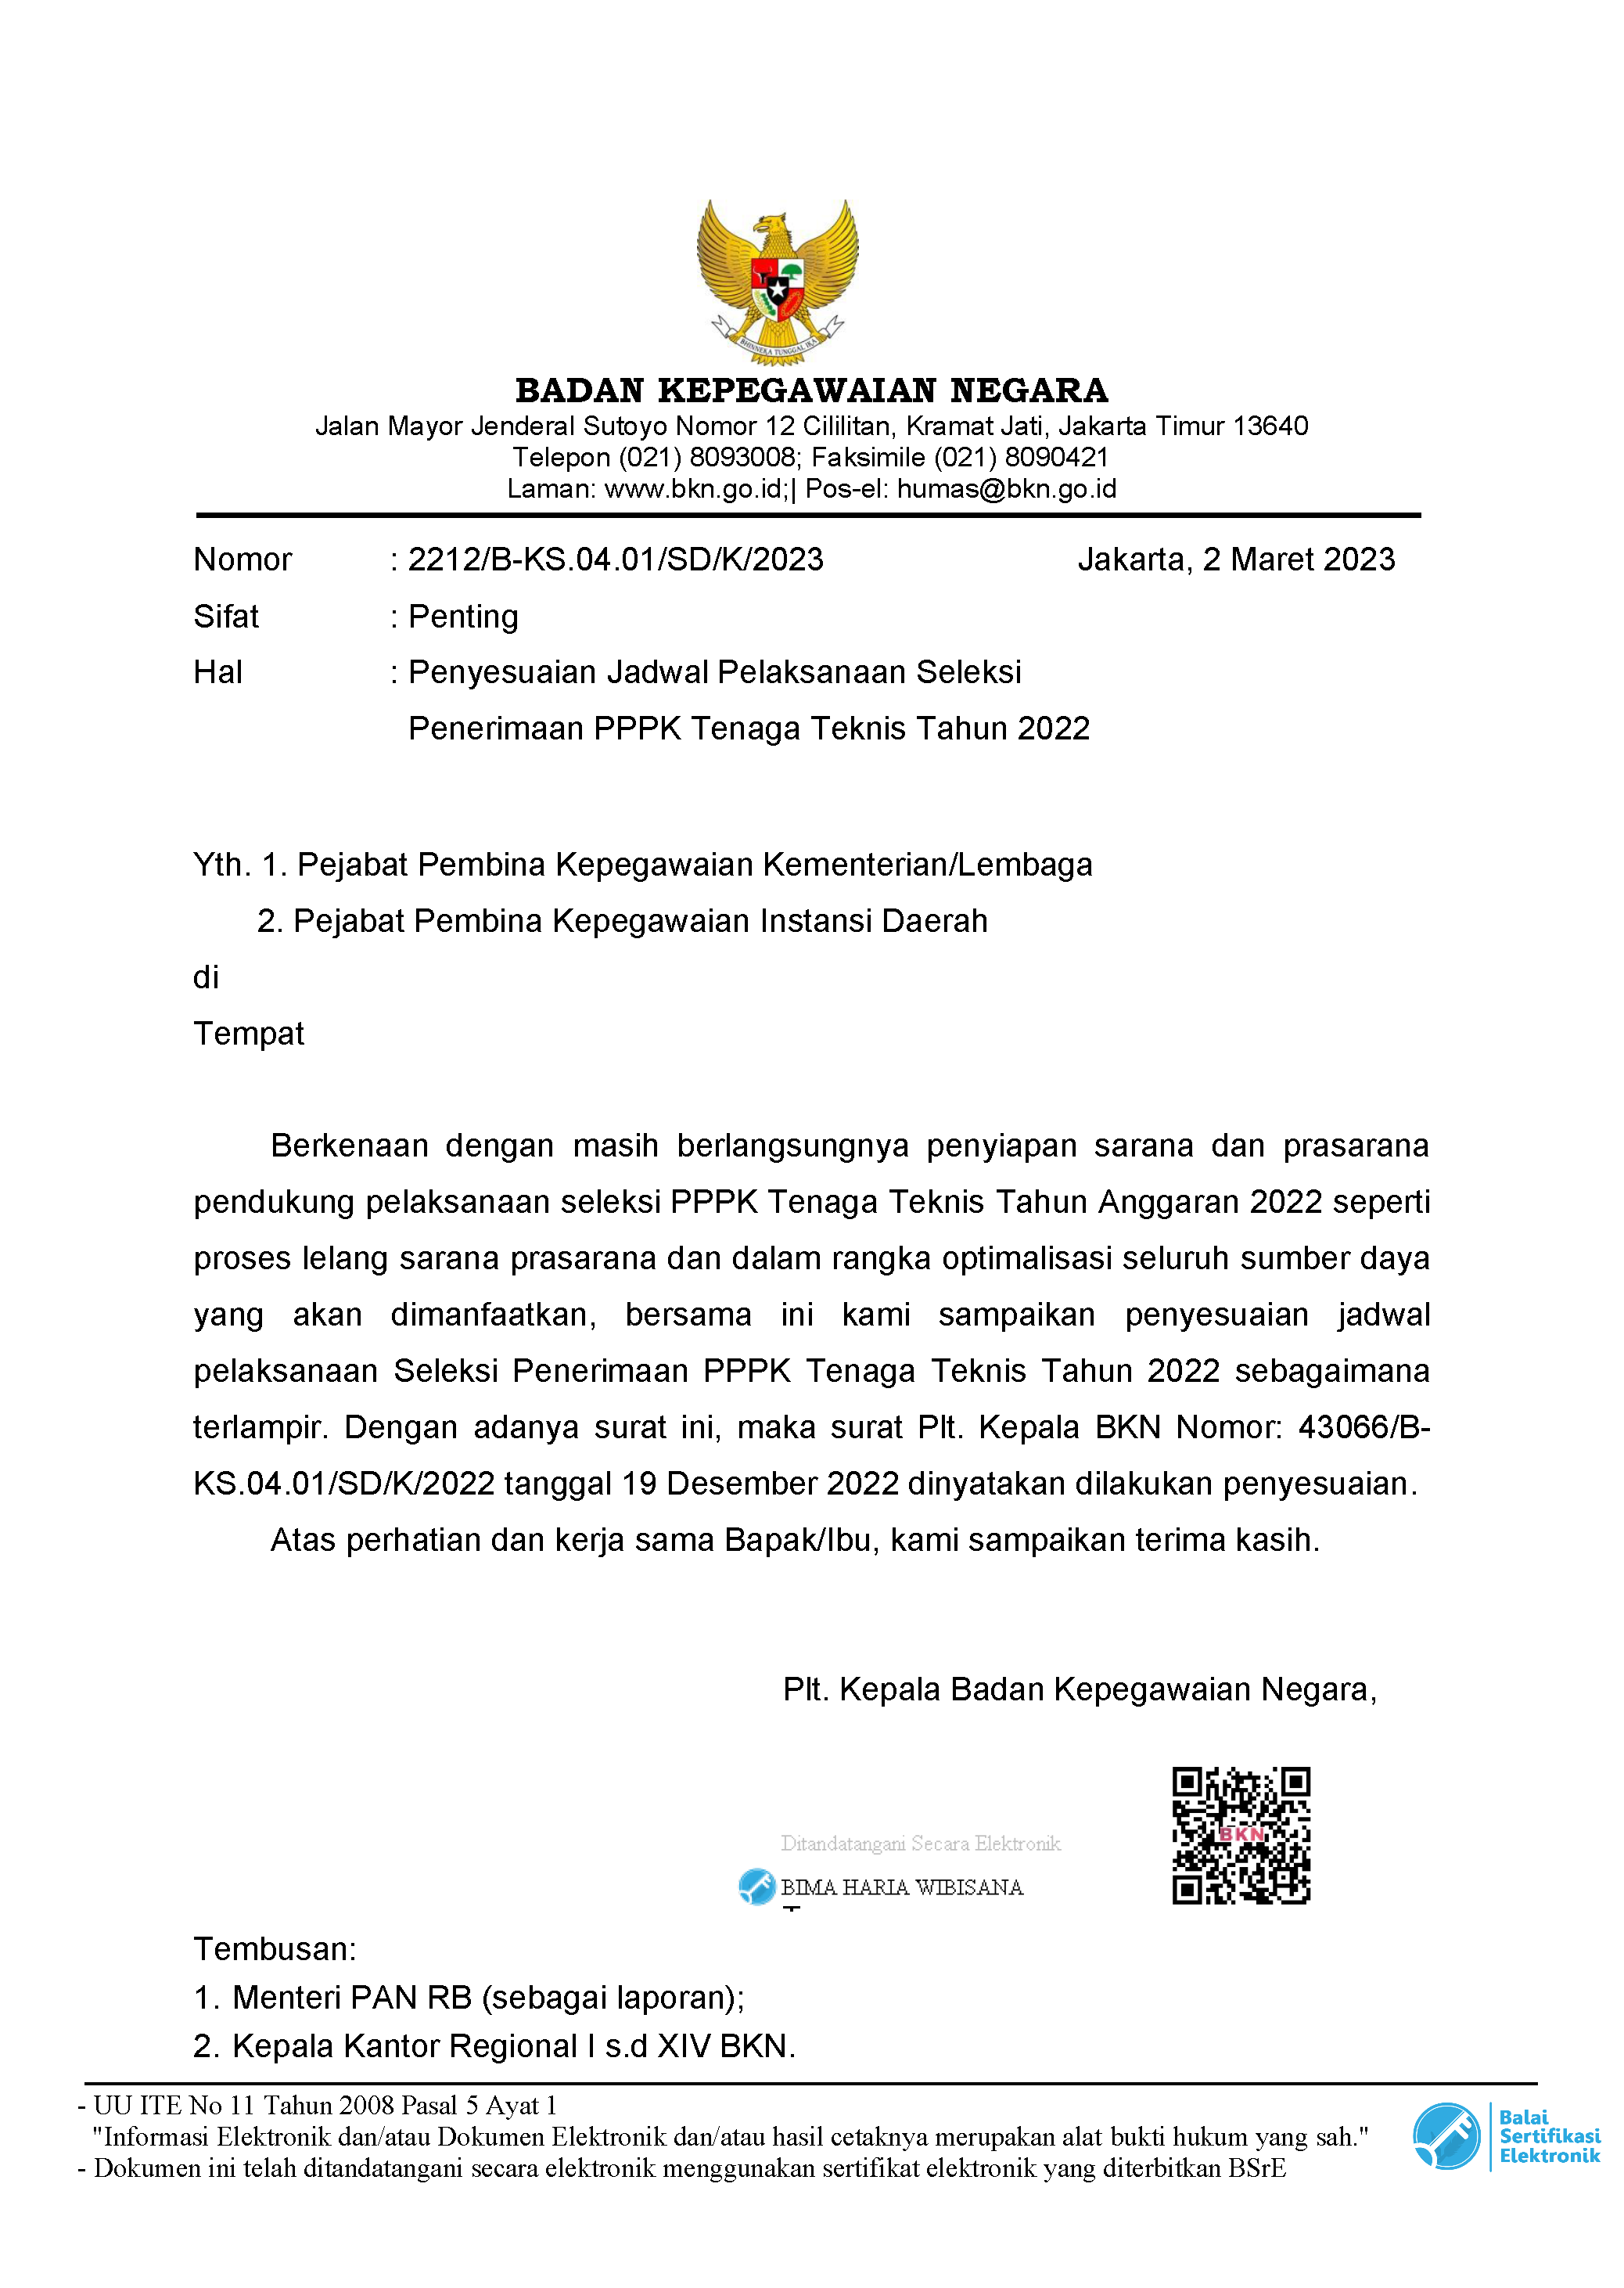 BHINNEKA TUNGGAL IKA
BADAN KEPEGAWAIAN NEGARA
Jalan Mayor Jenderal Sutoyo Nomor 12 Cililitan, Kramat Jati, Jakarta Timur 13640
Telepon (021) 8093008; Faksimile (021) 8090421
Laman: www.bkn.go.id;| Pos-el: humas@bkn.go.id
Nomor : 2212/B-KS.04.01/SD/K/2023 Jakarta, 2 Maret 2023
Sifat : Penting
Hal : Penyesuaian Jadwal Pelaksanaan Seleksi
Penerimaan PPPK Tenaga Teknis Tahun 2022
Yth. 1. Pejabat Pembina Kepegawaian Kementerian/Lembaga
2. Pejabat Pembina Kepegawaian Instansi Daerah
di
Tempat
Berkenaan dengan masih berlangsungnya penyiapan sarana dan prasarana
pendukung pelaksanaan seleksi PPPK Tenaga Teknis Tahun Anggaran 2022 seperti
proses lelang sarana prasarana dan dalam rangka optimalisasi seluruh sumber daya
yang akan dimanfaatkan, bersama ini kami sampaikan penyesuaian jadwal
pelaksanaan Seleksi Penerimaan PPPK Tenaga Teknis Tahun 2022 sebagaimana
terlampir. Dengan adanya surat ini, maka surat Plt. Kepala BKN Nomor: 43066/B-
KS.04.01/SD/K/2022 tanggal 19 Desember 2022 dinyatakan dilakukan penyesuaian.
Atas perhatian dan kerja sama Bapak/Ibu, kami sampaikan terima kasih.
Plt. Kepala Badan Kepegawaian Negara,
BKN
Ditandatangani Secara Elektronik
BIMA HARIA WIBISANA
Tembusan:
1. Menteri PAN RB (sebagai laporan);
2. Kepala Kantor Regional I s.d XIV BKN.
- UU ITE No 11 Tahun 2008 Pasal 5 Ayat 1
"Informasi Elektronik dan/atau Dokumen Elektronik dan/atau hasil cetaknya merupakan alat bukti hukum yang sah."
- Dokumen ini telah ditandatangani secara elektronik menggunakan sertifikat elektronik yang diterbitkan BSrE
Balai
Sertifikasi
Elektronik